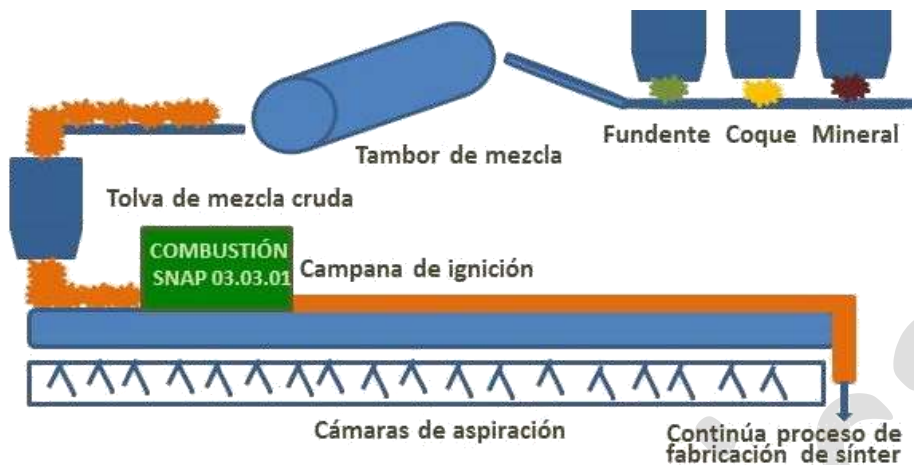 Fundente Coque Mineral
Tambor de mezcla
Tolva de mezcla cruda
COMBUSTIÓN
SNAP 03.03.01
Campana de ignición
Cámaras de aspiración
Continúa proceso de
fabricación de sínter